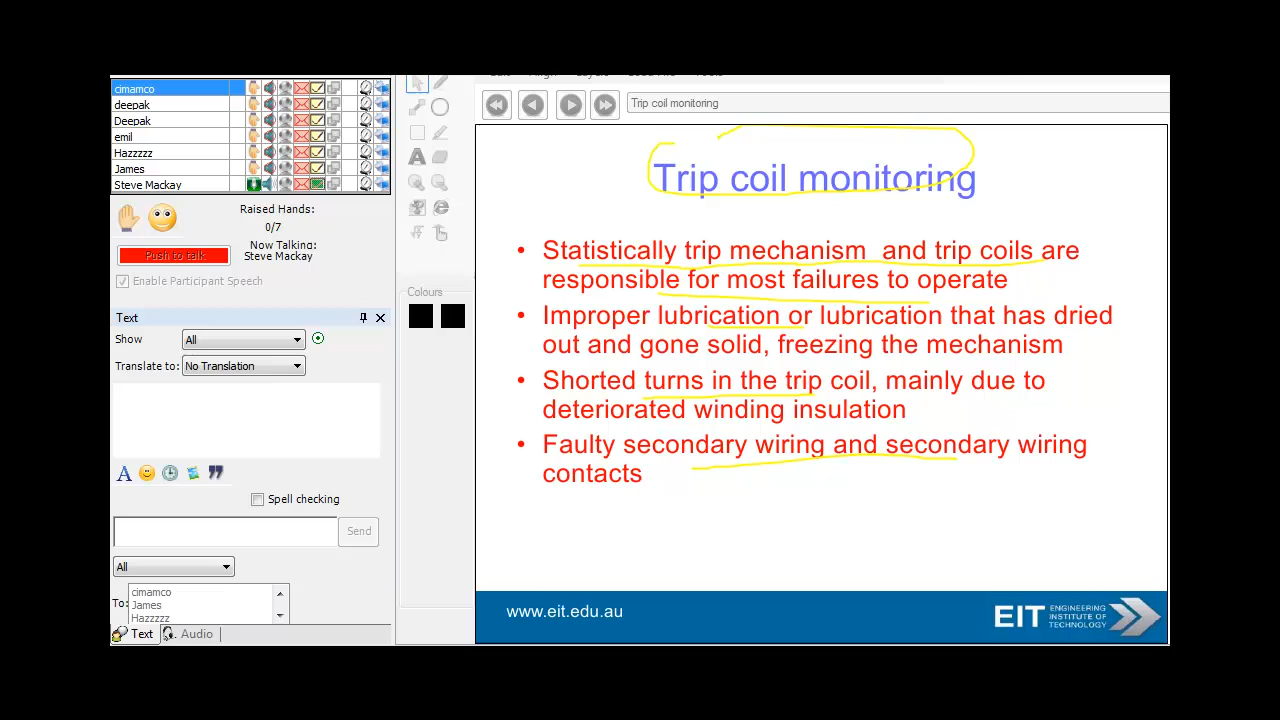 cimamco
deepak
Deepak
emil
Hazzzzz
James
Steve Mackay
Raised Hands:
0/7
Now Talking:
Steve Mackay
Push to talk
Enable Participant Speech
Text
Show
All
Translate to:
No Translation
Spell checking
Send
All
To:
cimamco
James
Hazzzzz
Text
Audio
Colours
Trip coil monitoring
Trip coil monitoring
• Statistically trip mechanism and trip coils are
responsible for most failures to operate
• Improper lubrication or lubrication that has dried
out and gone solid, freezing the mechanism
• Shorted turns in the trip coil, mainly due to
deteriorated winding insulation
• Faulty secondary wiring and secondary wiring
contacts
www.eit.edu.au
EIT
ENGINEERING
INSTITUTE OF
TECHNOLOGY